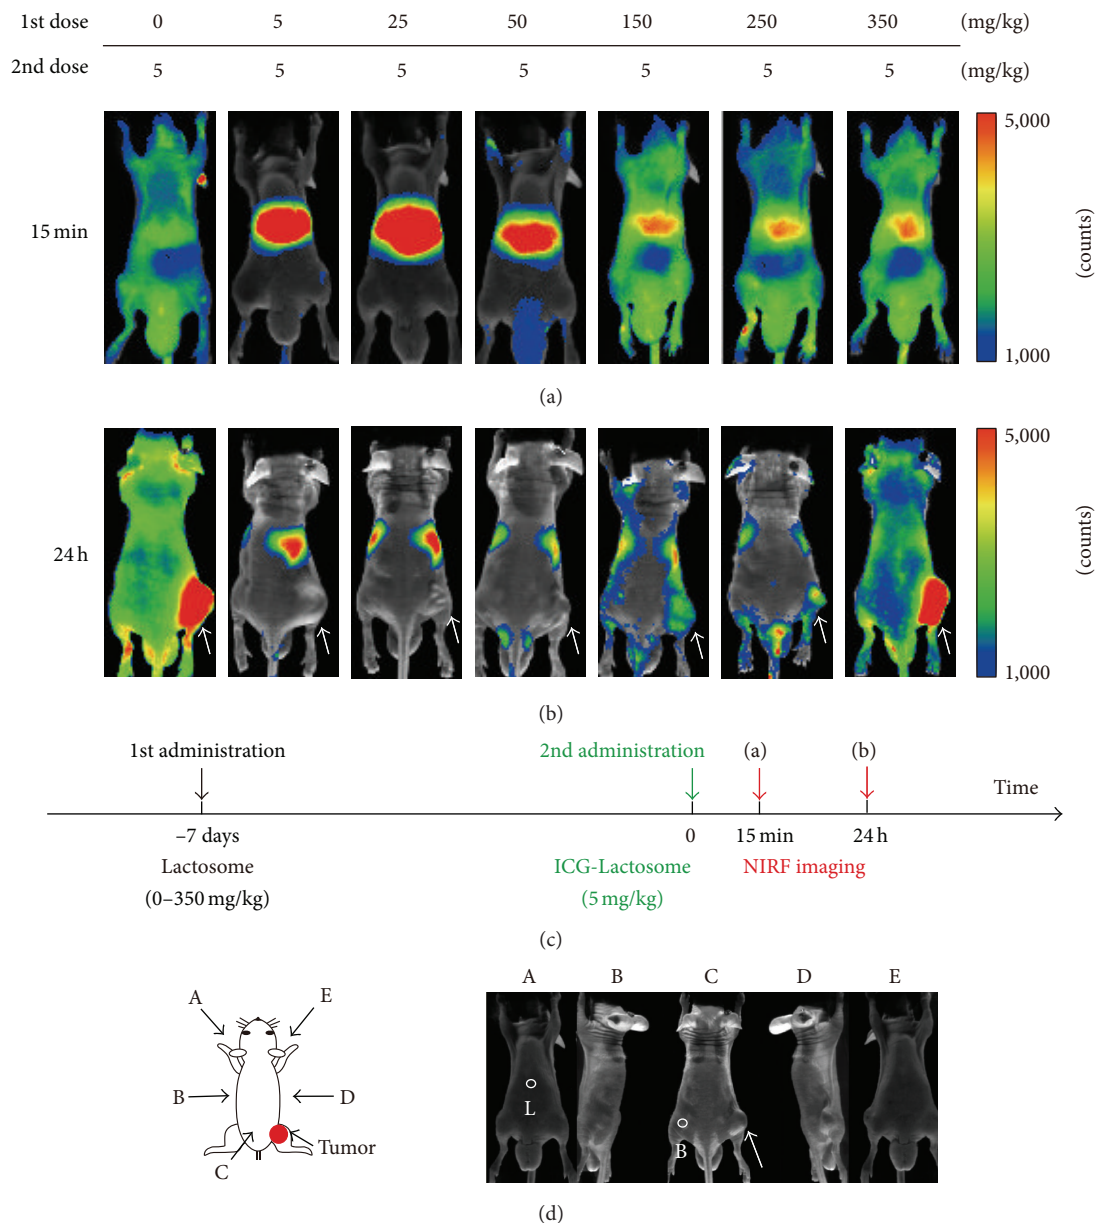 1st dose 0 5 25 50 150 250 350 (mg/kg)
2nd dose 5 5 5 5 5 5 5 (mg/kg)
15 min
5,000
(counts)
1,000
(a)
24 h
5,000
(counts)
1,000
(b)
1st administration 2nd administration (a) (b)
Time
−7 days 0 15 min 24 h
Lactosome ICG-Lactosome NIRF imaging
(0–350 mg/kg) (5 mg/kg)
(c)
A B C D E
A E
B D
L
B
Tumor
C
(d)